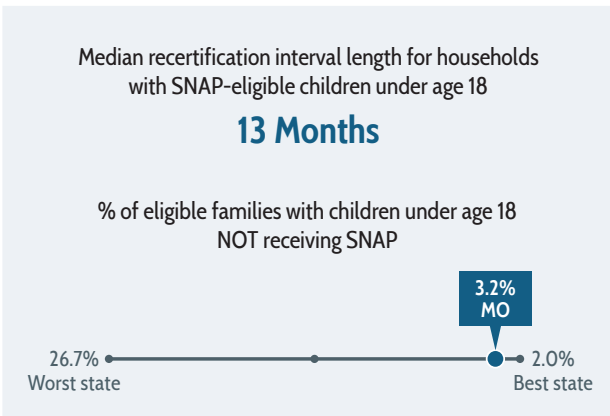 Median recertification interval length for households
with SNAP-eligible children under age 18
13 Months
% of eligible families with children under age 18
NOT receiving SNAP
3.2%
MO
26.7%
Worst state
2.0%
Best state